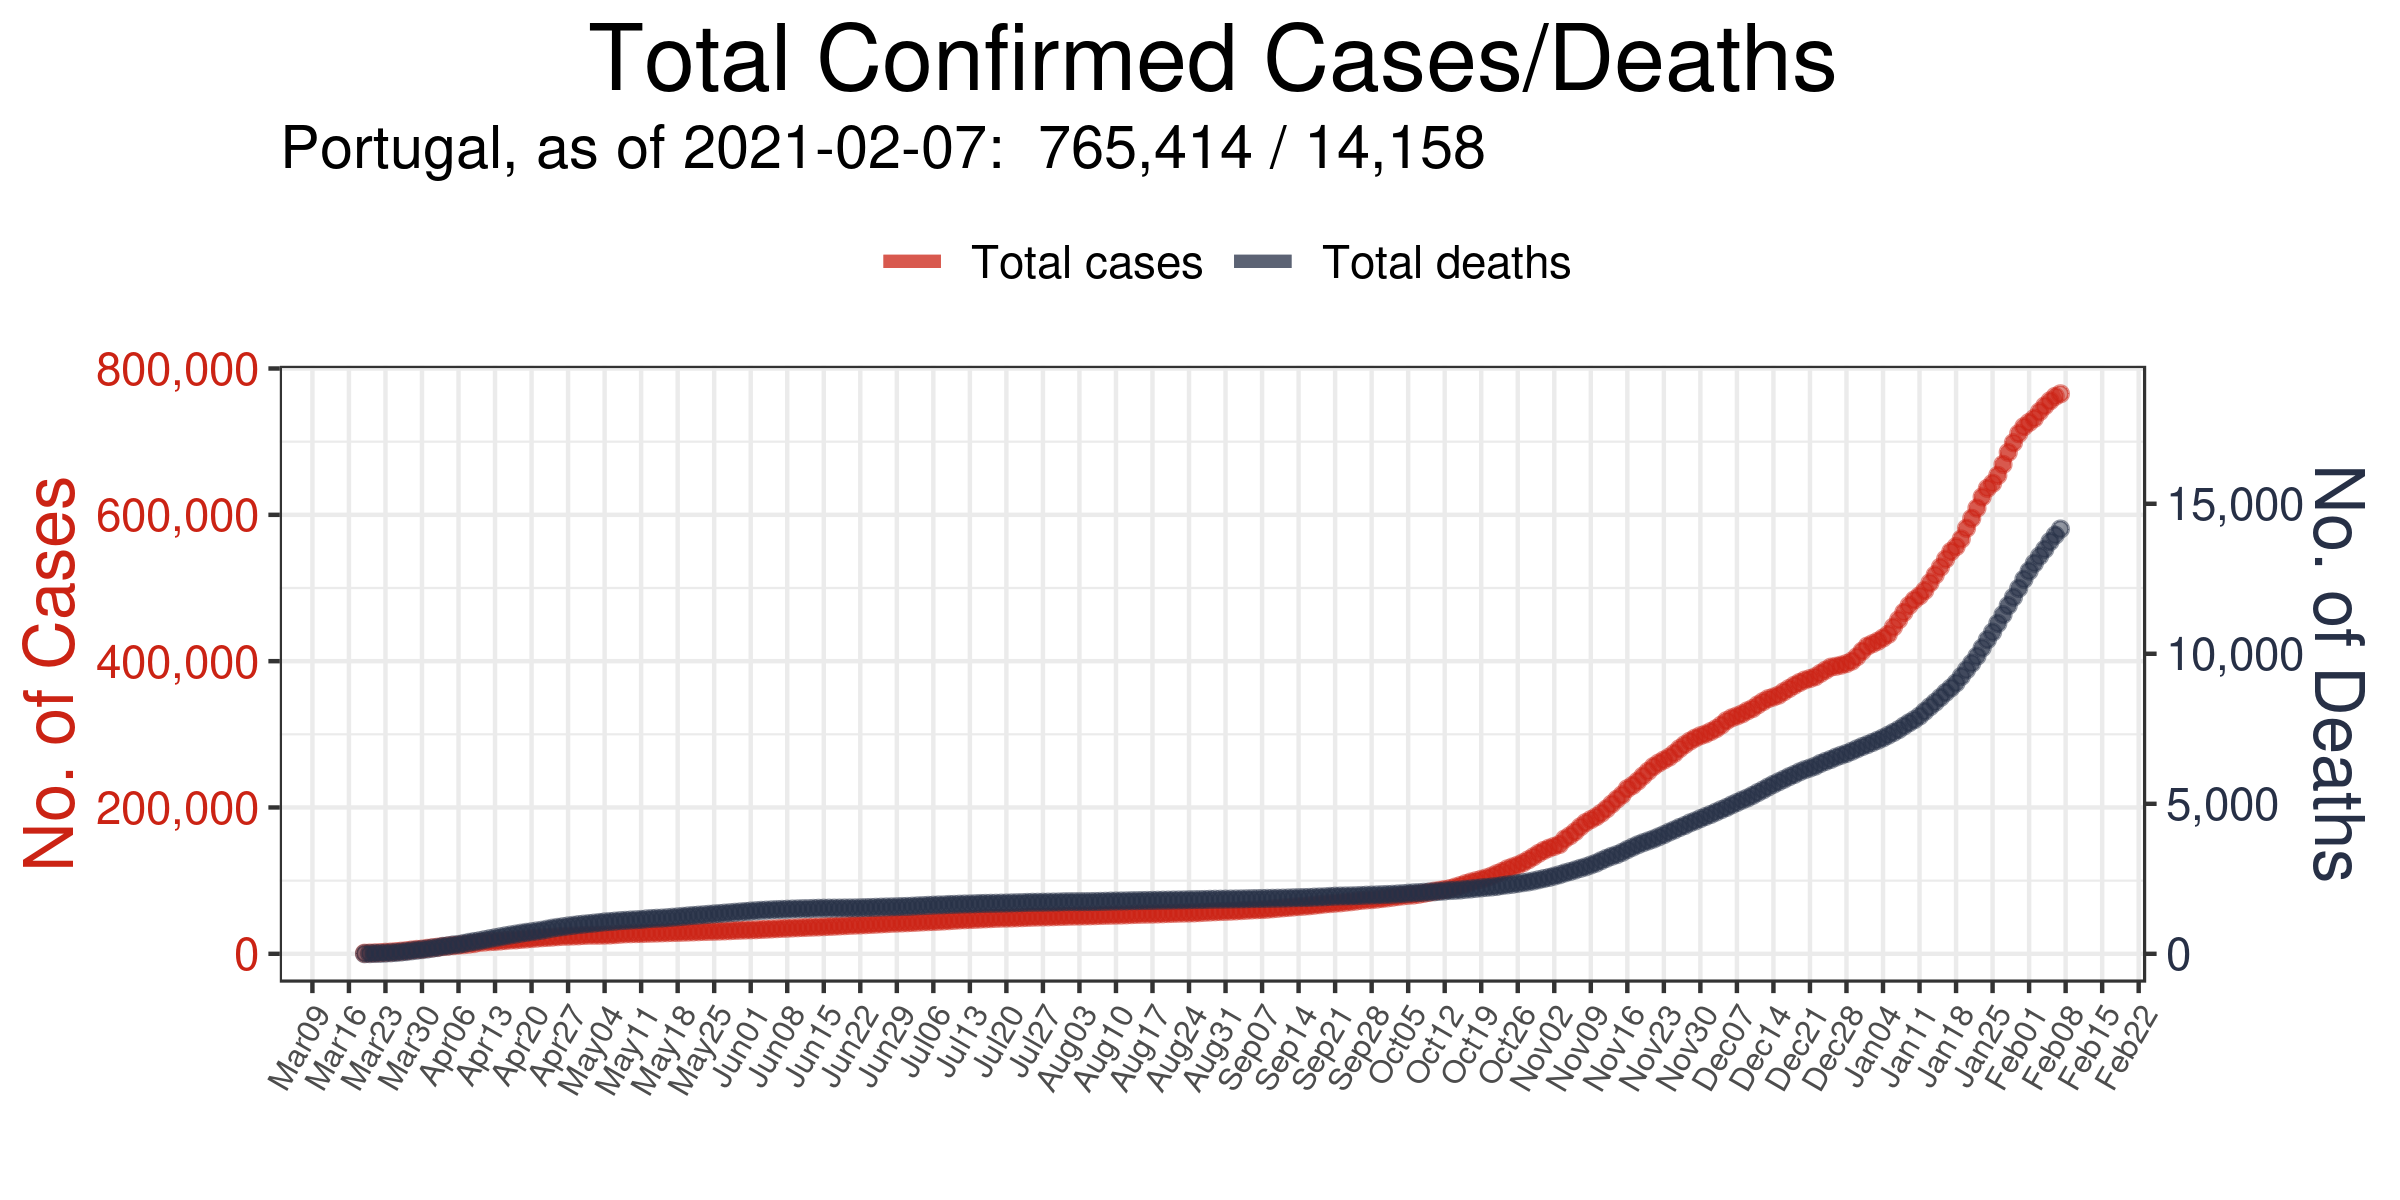 Total Confirmed Cases/Deaths
Portugal, as of 2021-02-07: 765,414 / 14,158
Total cases Total deaths
No. of Cases
800,000
600,000
400,000
200,000
0
15,000
10,000
5,000
0
No. of Deaths
Mar09 Mar16 Mar23 Mar30 Apr06 Apr13 Apr20 Apr27 May04 May11 May18 May25 Jun01 Jun08 Jun15 Jun22 Jun29 Jul06 Jul13 Jul20 Jul27 Aug03 Aug10 Aug17 Aug24 Aug31 Sep07 Sep14 Sep21 Sep28 Oct05 Oct12 Oct19 Oct26 Nov02 Nov09 Nov16 Nov23 Nov30 Dec07 Dec14 Dec21 Dec28 Jan04 Jan11 Jan18 Jan25 Feb01 Feb08 Feb15 Feb22